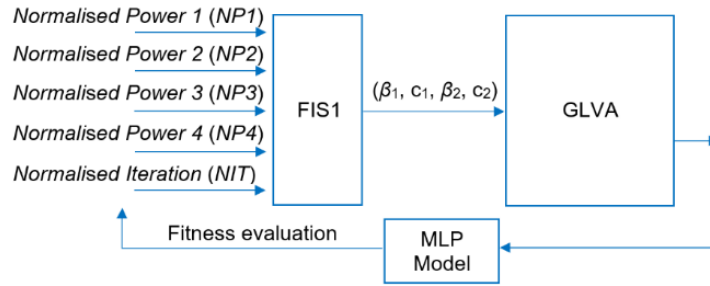 Normalised Power 1 (NP1)
Normalised Power 2 (NP2)
Normalised Power 3 (NP3)
Normalised Power 4 (NP4)
Normalised Iteration (NIT)
FIS1
(β₁, c₁, β₂, c₂)
GLVA
Fitness evaluation
MLP
Model